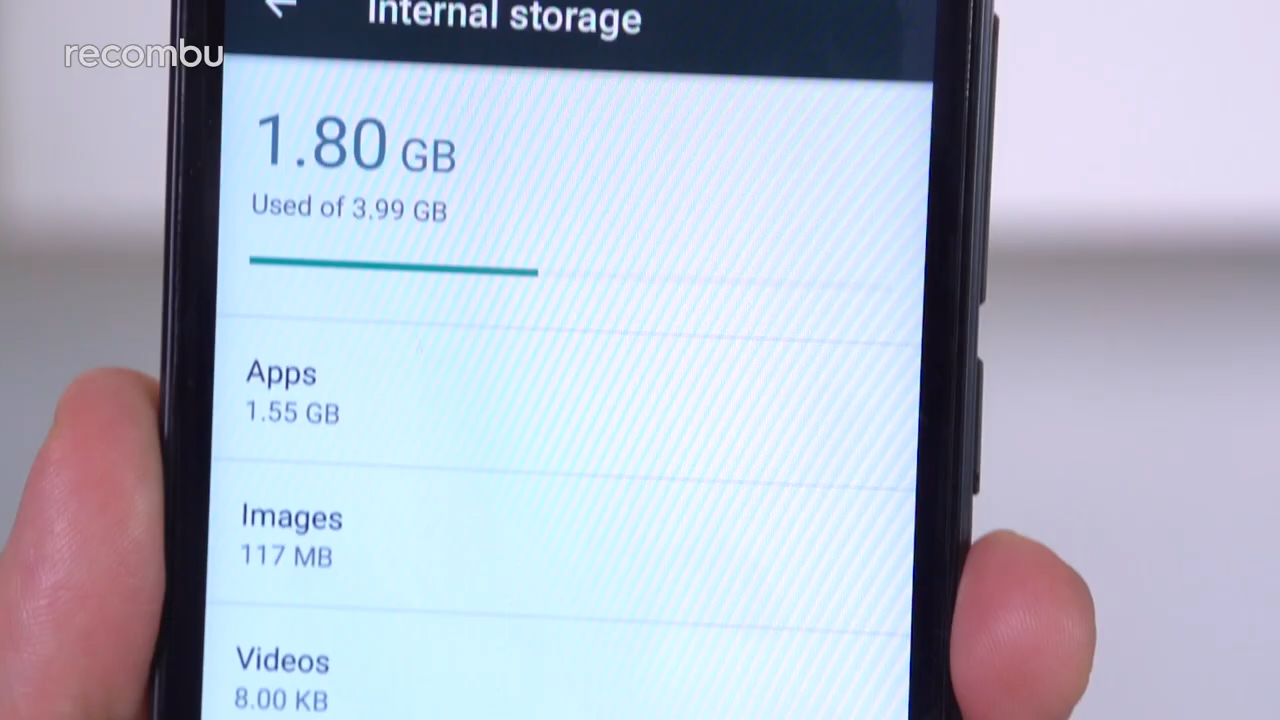 recombu
Internal storage
1.80 GB
Used of 3.99 GB
Apps
1.55 GB
Images
117 MB
Videos
8.00 KB